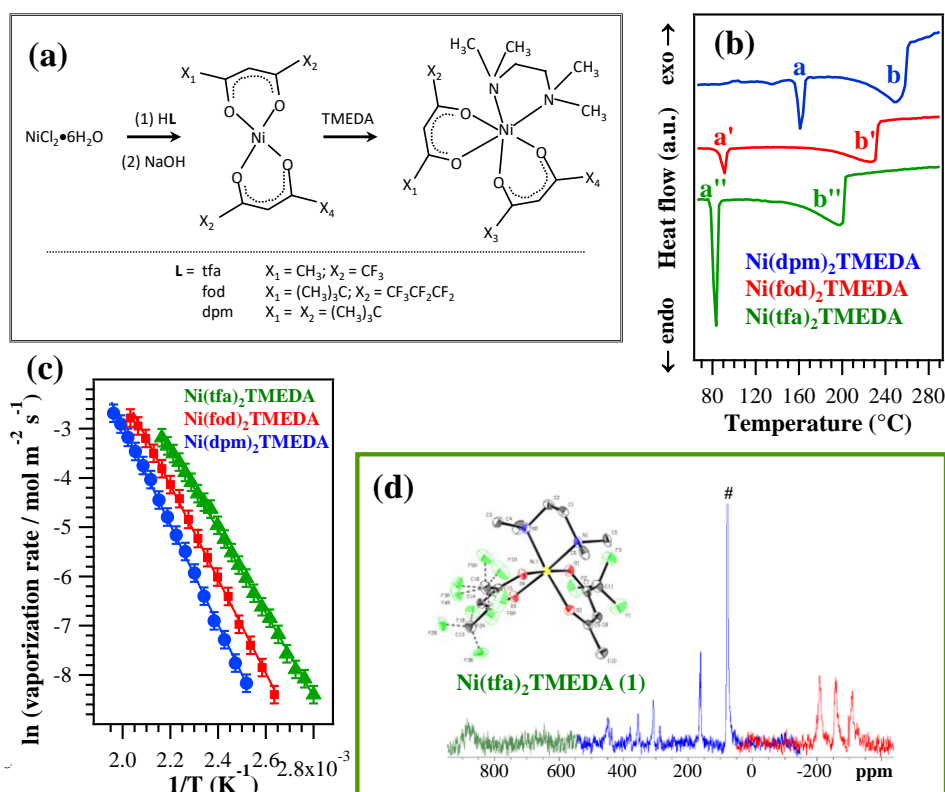 (a)
X₁
X₂
O
O
Ni
O
O
X₂
X₄
NiCl₂•6H₂O
(1) HL
(2) NaOH
TMEDA
H₃C
CH₃
CH₃
N
N
CH₃
X₂
O
O
Ni
X₁
O
O
X₄
X₃
L = tfa X₁ = CH₃; X₂ = CF₃
fod X₁ = (CH₃)₃C; X₂ = CF₃CF₂CF₂
dpm X₁ = X₂ = (CH₃)₃C
(b)
← endo Heat flow (a.u.) exo →
a
b
a'
b'
a''
b''
Ni(dpm)₂TMEDA
Ni(fod)₂TMEDA
Ni(tfa)₂TMEDA
80 120 160 200 240 280
Temperature (°C)
(c)
ln (vaporization rate / mol m⁻² s⁻¹)
Ni(tfa)₂TMEDA
Ni(fod)₂TMEDA
Ni(dpm)₂TMEDA
-3
-4
-5
-6
-7
-8
2.0 2.2 2.4 2.6 2.8x10⁻³
1/T (K⁻¹)
(d)
#
Ni(tfa)₂TMEDA (1)
800 600 400 200 0 -200 ppm